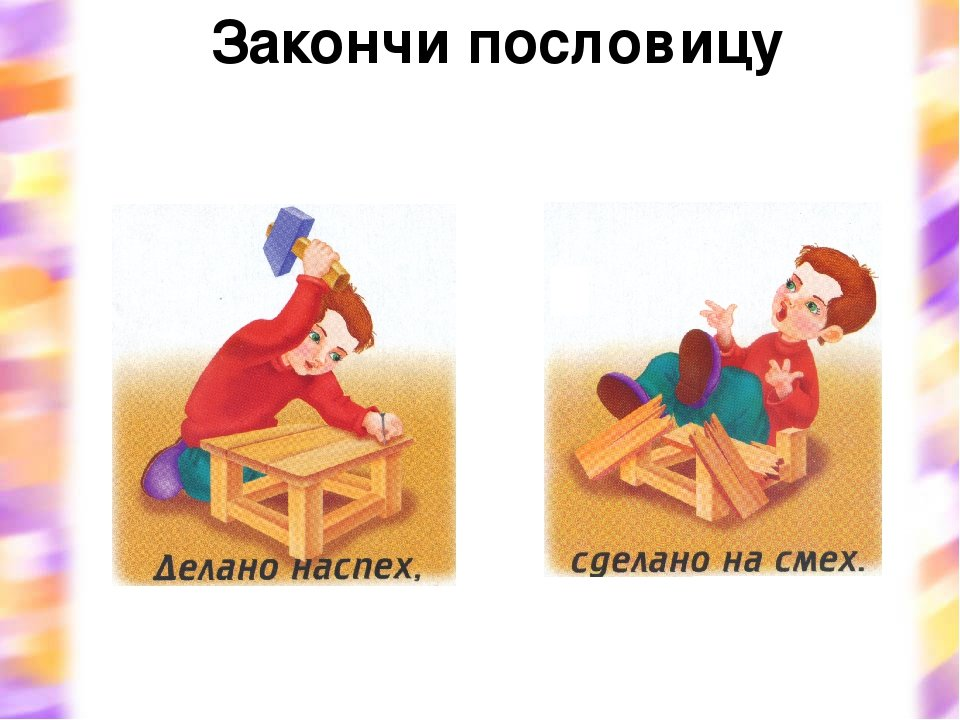 Закончи пословицу
Делано наспех,
сделано на смех.